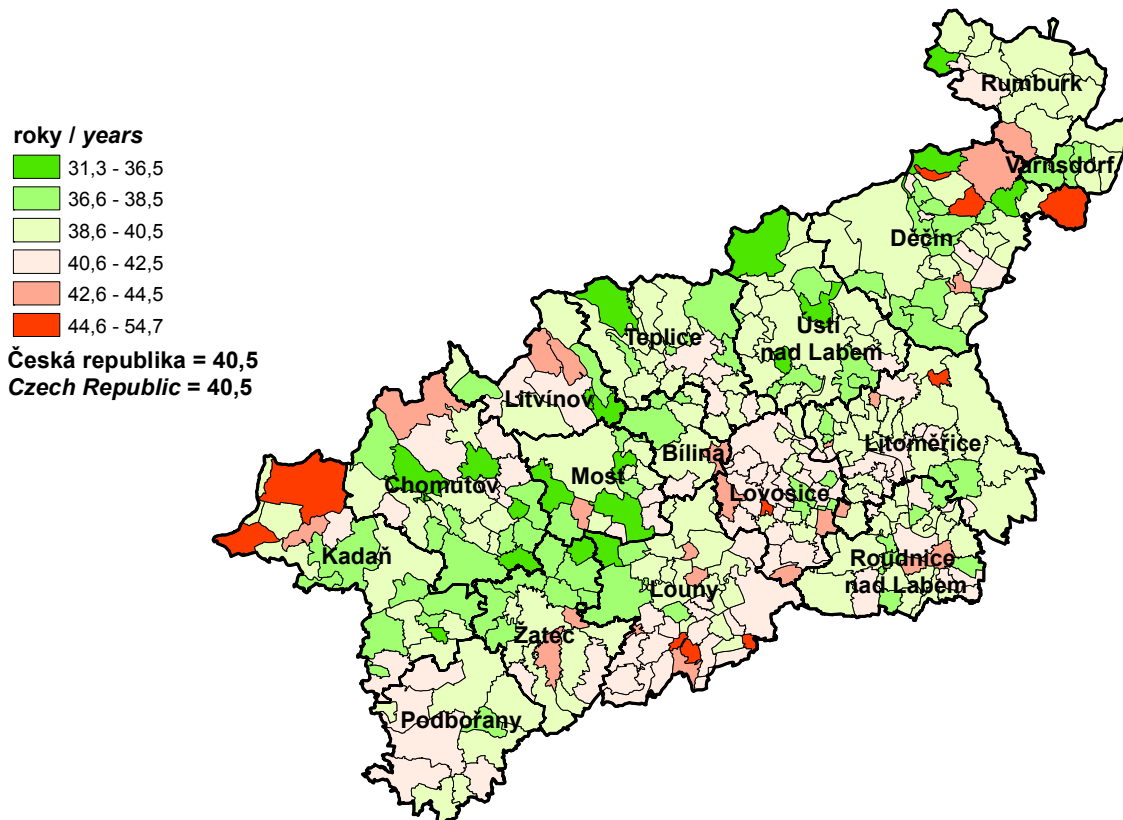 roky / years
31,3 - 36,5
36,6 - 38,5
38,6 - 40,5
40,6 - 42,5
42,6 - 44,5
44,6 - 54,7
Česká republika = 40,5
Czech Republic = 40,5
Rumburk
Varnsdorf
Děčín
Ústí
nad Labem
Teplice
Litvínov
Litoměřice
Bílina
Most
Chomutov
Lovosice
Kadaň
Roudnice
nad Labem
Louny
Žatec
Podbořany